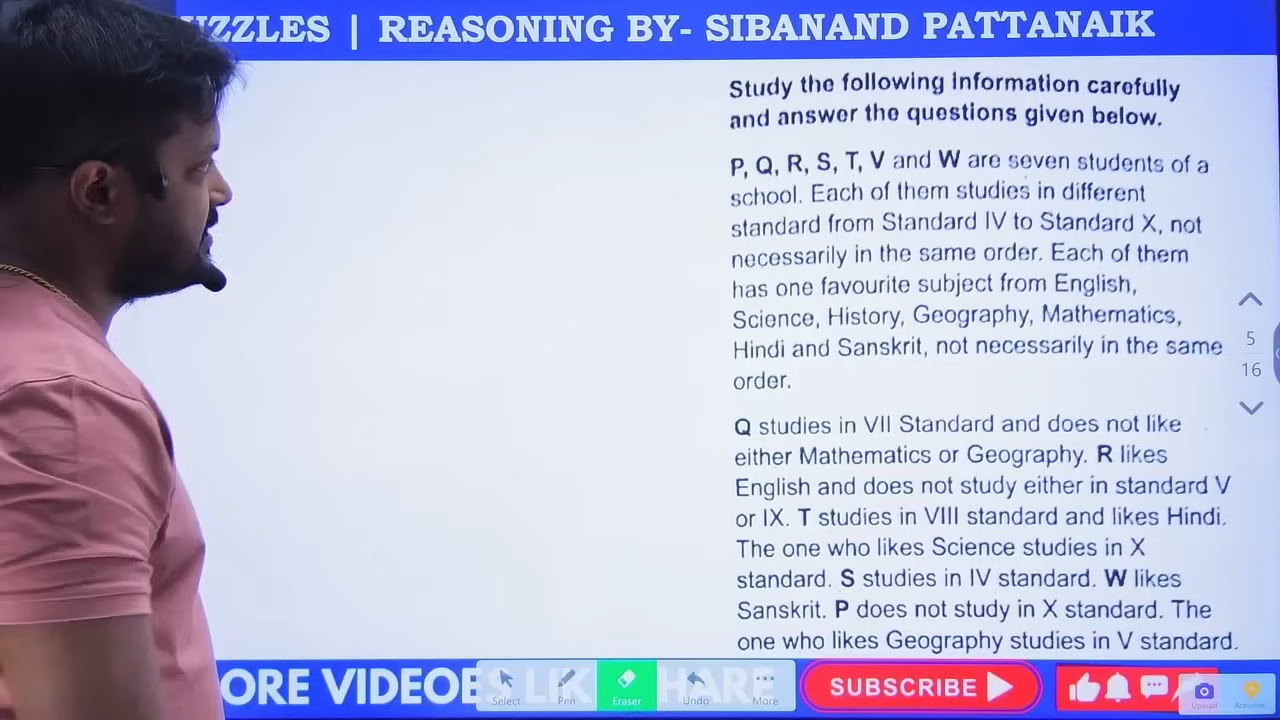 UZZLES | REASONING BY- SIBANAND PATTANAIK
Study the following information carefully
and answer the questions given below.
P, Q, R, S, T, V and W are seven students of a
school. Each of them studies in different
standard from Standard IV to Standard X, not
necessarily in the same order. Each of them
has one favourite subject from English,
Science, History, Geography, Mathematics,
Hindi and Sanskrit, not necessarily in the same
order.
5
16
Q studies in VII Standard and does not like
either Mathematics or Geography. R likes
English and does not study either in standard V
or IX. T studies in VIII standard and likes Hindi.
The one who likes Science studies in X
standard. S studies in IV standard. W likes
Sanskrit. P does not study in X standard. The
one who likes Geography studies in V standard.
ORE VIDEOES LIK SHARE
Select Pen Eraser Undo More
SUBSCRIBE
Upload Activities